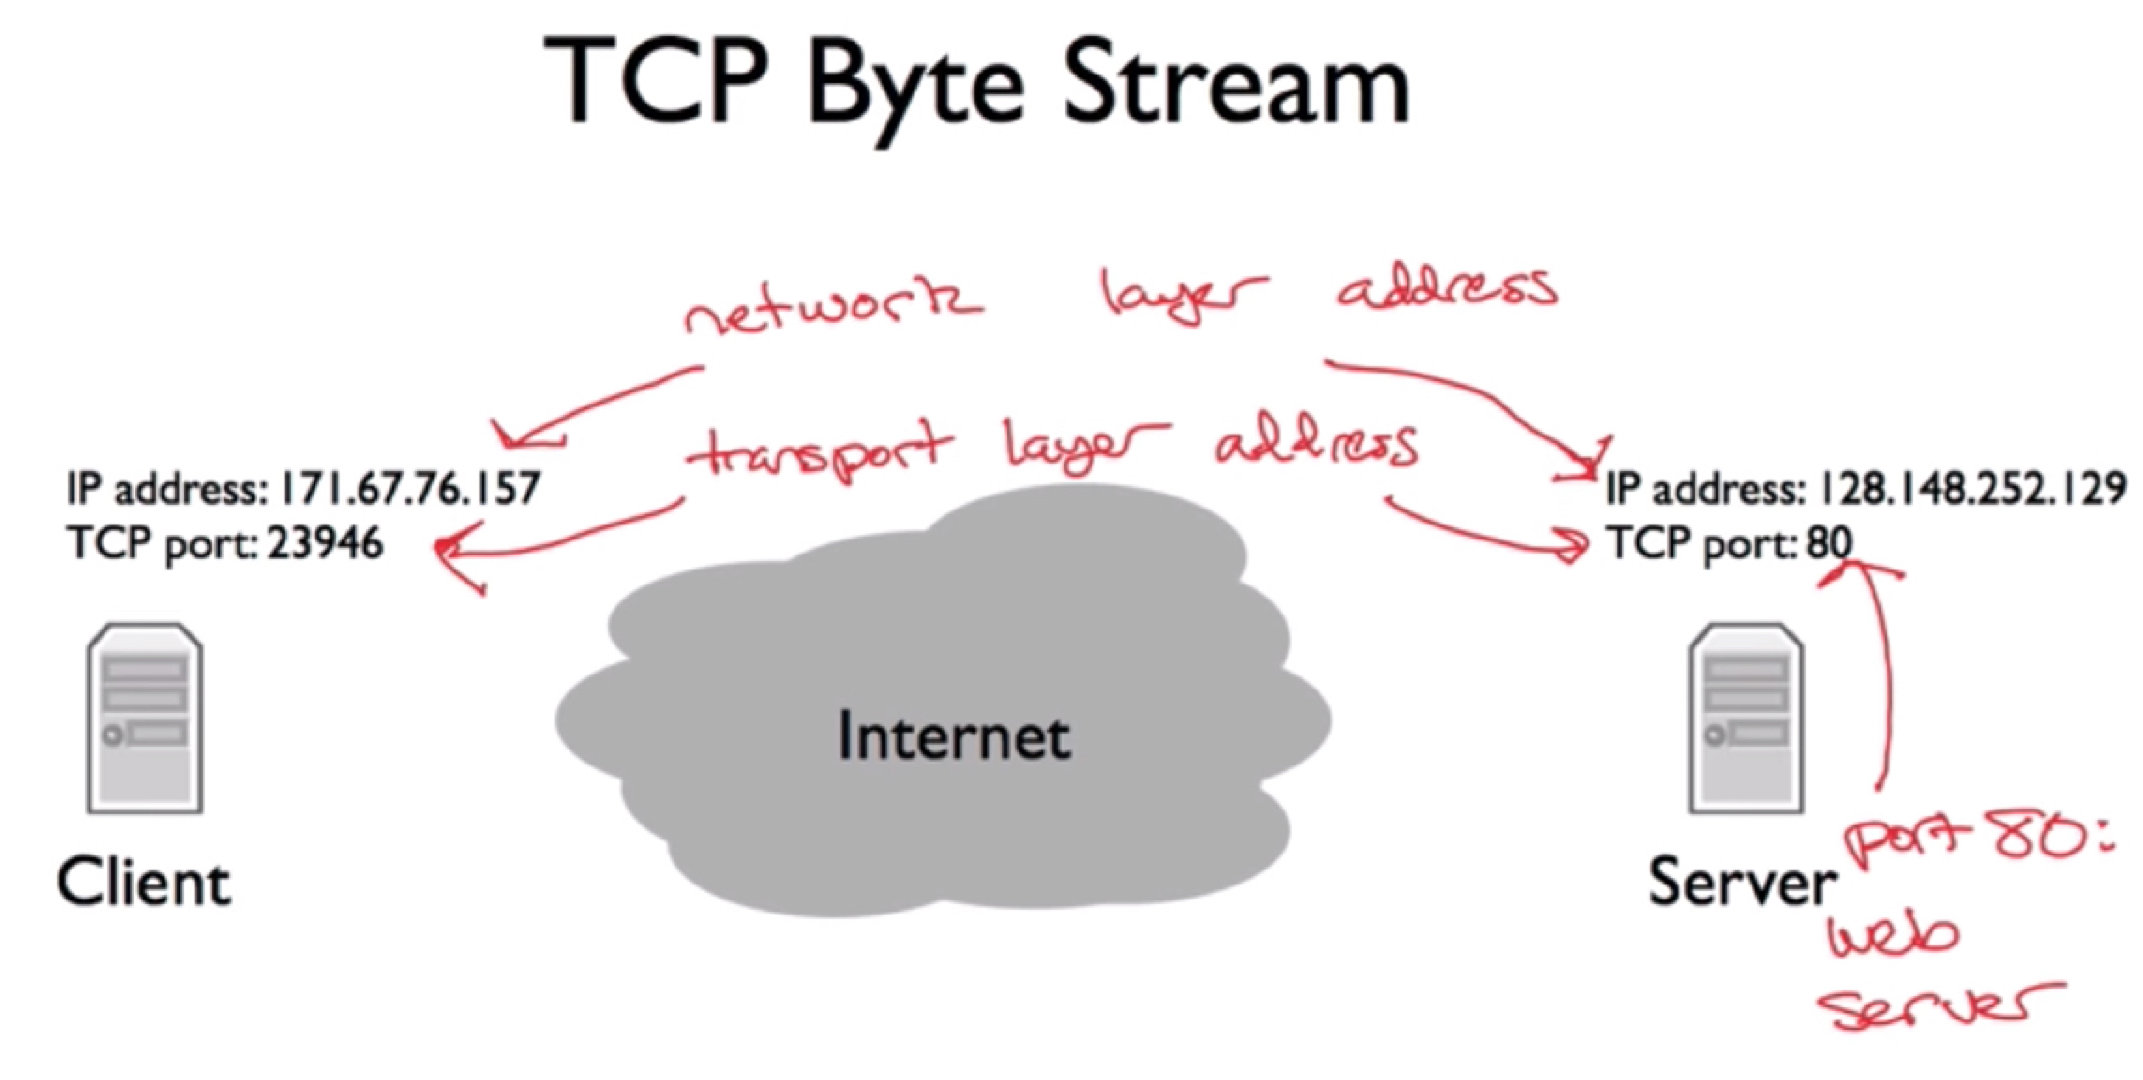 TCP Byte Stream
network layer address
transport layer address
IP address: 171.67.76.157
TCP port: 23946
IP address: 128.148.252.129
TCP port: 80
Internet
Client
Server
port 80:
web
server